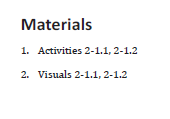 Materials
1. Activities 2-1.1, 2-1.2
2. Visuals 2-1.1, 2-1.2